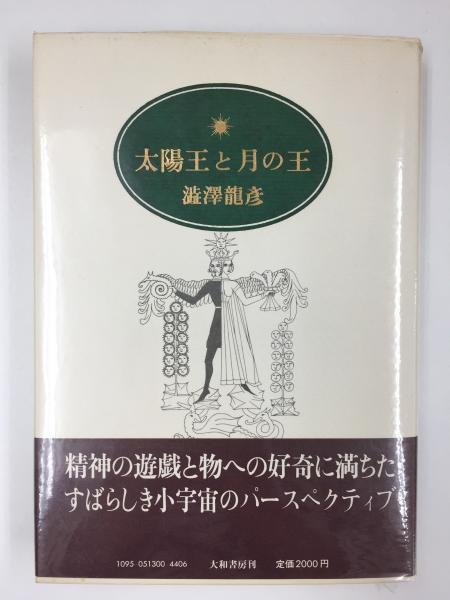 太陽王と月の王
澁澤龍彦
精神の遊戯と物への好奇に満ちた
すばらしき小宇宙のパースペクティブ
1095-051300-4406 大和書房刊 定価2000円